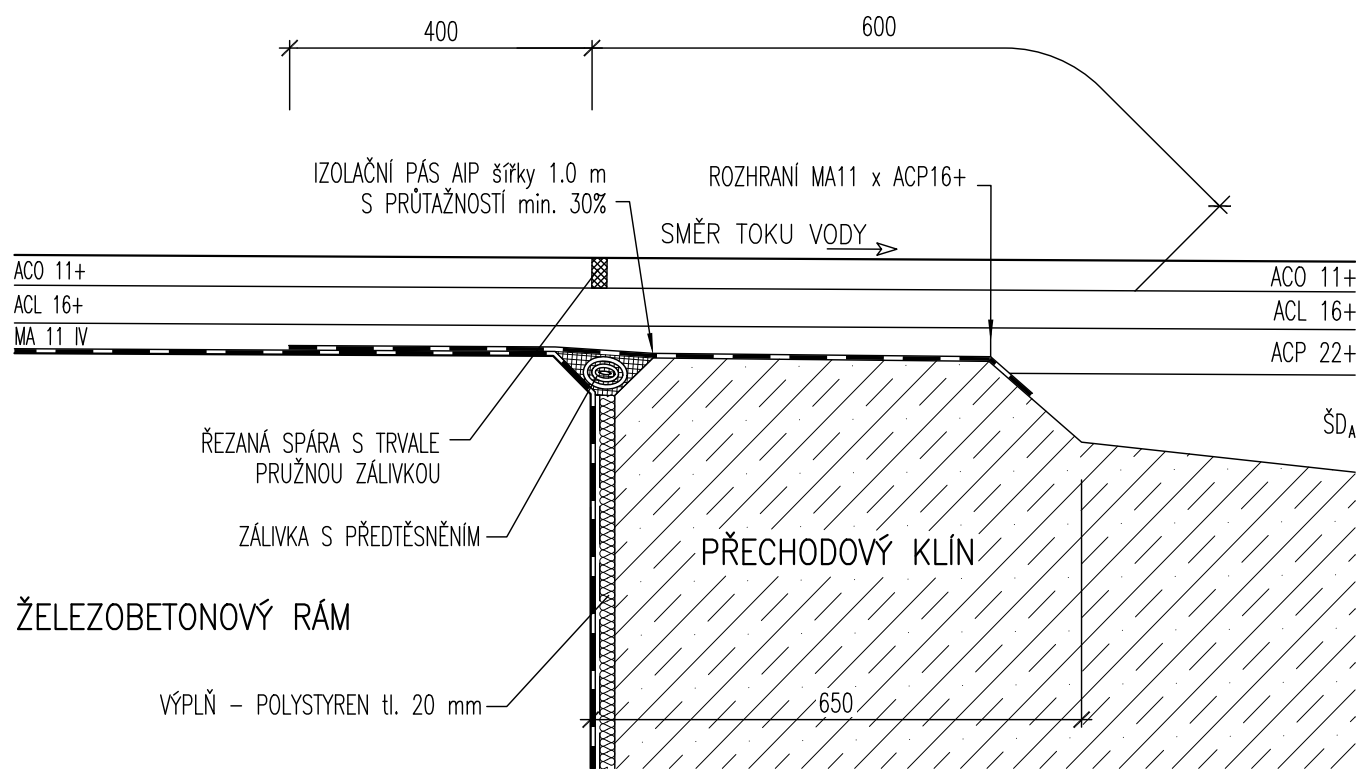 400
600
IZOLAČNÍ PÁS AIP šířky 1.0 m
S PRŮTAŽNOSTÍ min. 30%
ROZHRANÍ MA11 x ACP16+
SMĚR TOKU VODY
ACO 11+
ACL 16+
MA 11 IV
ACO 11+
ACL 16+
ACP 22+
ŠDA
ŘEZANÁ SPÁRA S TRVALE
PRUŽNOU ZÁLIVKOU
ZÁLIVKA S PŘEDTĚSNĚNÍM
PŘECHODOVÝ KLÍN
ŽELEZOBETONOVÝ RÁM
VÝPLŇ – POLYSTYREN tl. 20 mm
650